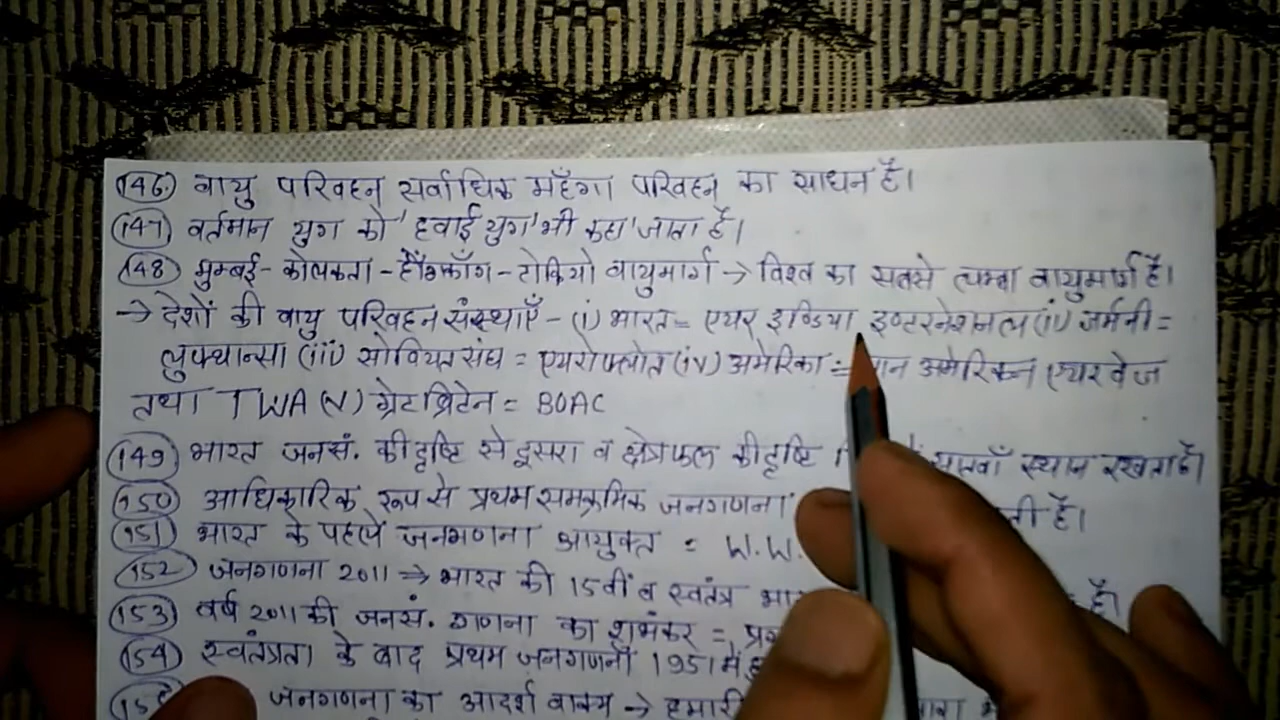 (146) वायु परिवहन सर्वाधिक महँगा परिवहन का साधन है।
(147) वर्तमान युग को 'हवाई युग' भी कहा जाता है।
(148) मुम्बई - कोलकता - हाँगकाँग - टोकियो वायुमार्ग → विश्व का सबसे लम्बा वायुमार्ग है।
→ देशों की वायु परिवहन संस्थाएँ - (i) भारत = एयर इण्डिया इण्टरनेशनल (ii) जर्मनी =
लुफ्थान्सा (iii) सोवियत संघ = एयरोफ्लोत (iv) अमेरिका = पान अमेरिकन एयरवेज
तथा TWA (v) ग्रेट ब्रिटेन = BOAC
(149) भारत जनसं. की दृष्टि से दूसरा व क्षेत्रफल की दृष्टि सातवाँ स्थान रखता है।
(150) आधिकारिक रूप से प्रथम समक्रमिक जनगणना है।
(151) भारत के पहले जनगणना आयुक्त = W.W.
(152) जनगणना 2011 ⇒ भारत की 15वीं व स्वतंत्र है।
(153) वर्ष 2011 की जनसं. गणना का शुभंकर =
(154) स्वतंत्रता के बाद प्रथम जनगणना 1951 में
जनगणना का आदर्श वाक्य → हमारी